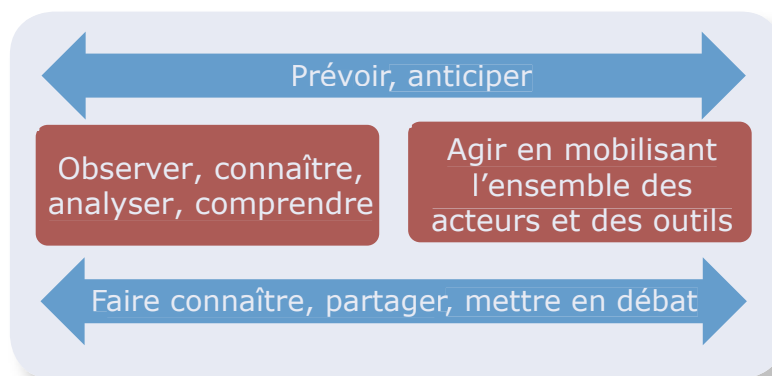 Prévoir, anticiper
Observer, connaître,
analyser, comprendre
Agir en mobilisant
l’ensemble des
acteurs et des outils
Faire connaître, partager, mettre en débat